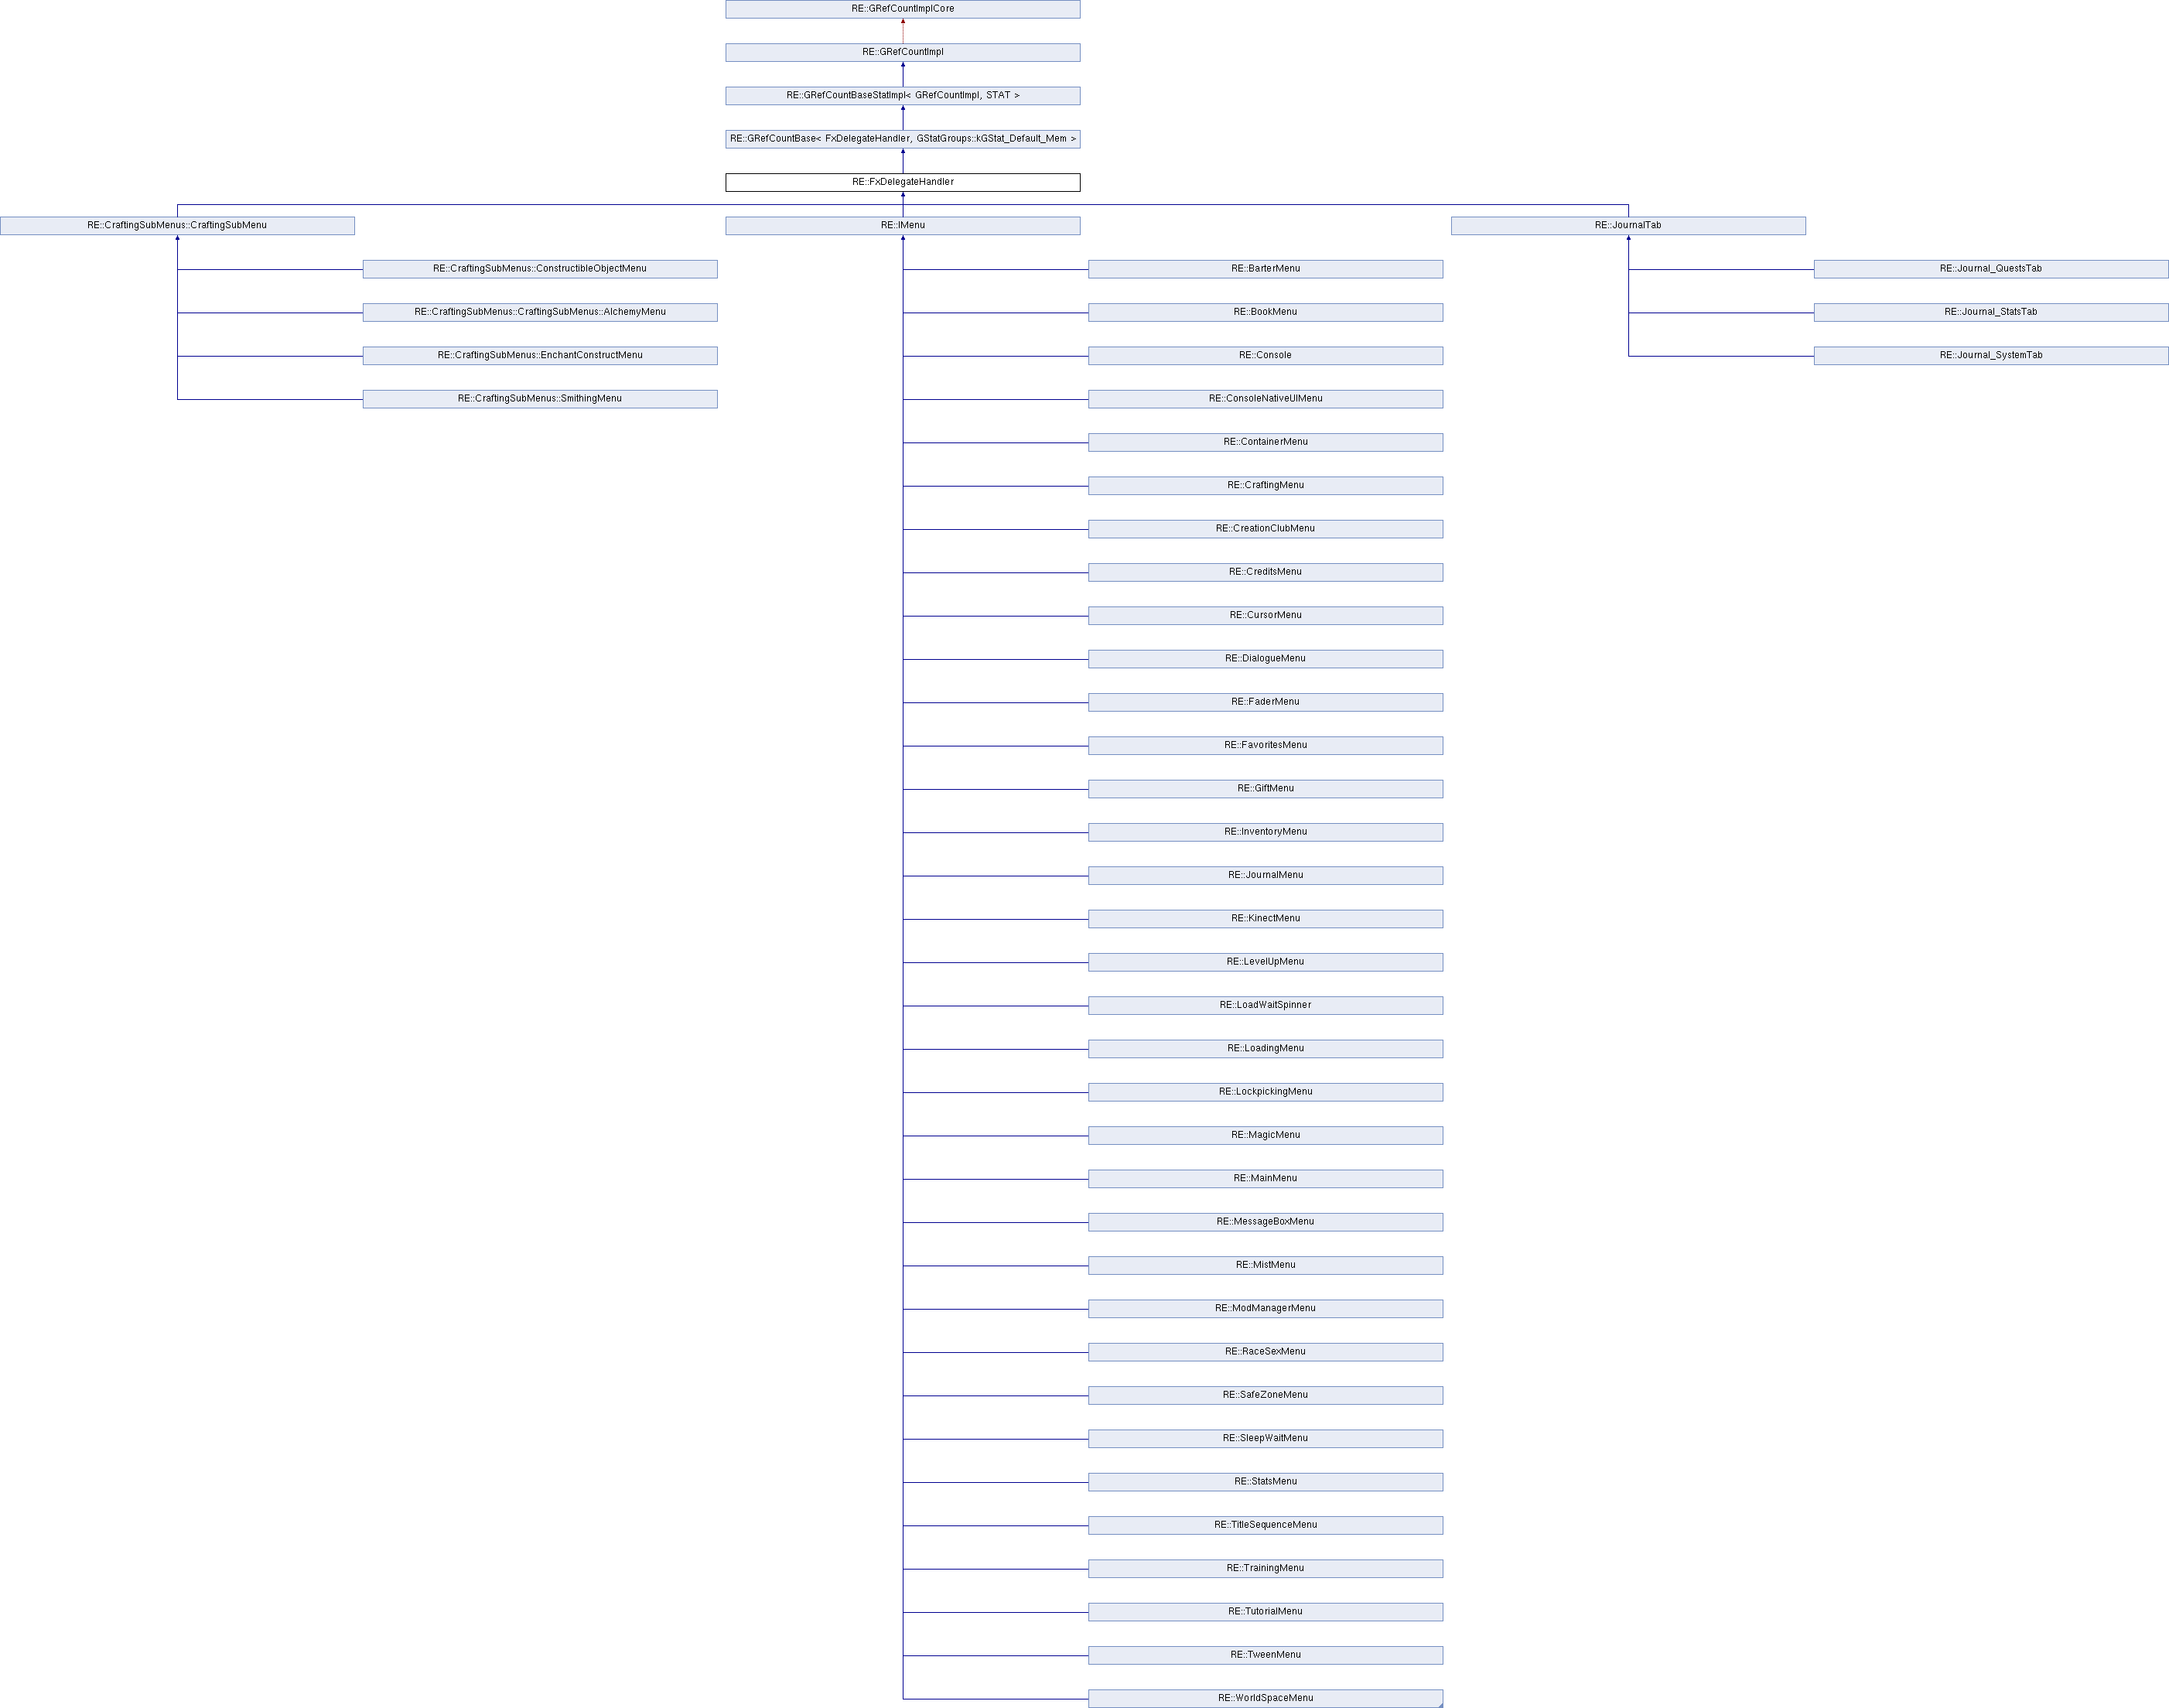 RE::GRefCountImplCore
RE::GRefCountImpl
RE::GRefCountBaseStatImpl< GRefCountImpl, STAT >
RE::GRefCountBase< FxDelegateHandler, GStatGroups::kGStat_Default_Mem >
RE::FxDelegateHandler
RE::CraftingSubMenus::CraftingSubMenu
RE::IMenu
RE::JournalTab
RE::CraftingSubMenus::ConstructibleObjectMenu
RE::BarterMenu
RE::Journal_QuestsTab
RE::CraftingSubMenus::CraftingSubMenus::AlchemyMenu
RE::BookMenu
RE::Journal_StatsTab
RE::CraftingSubMenus::EnchantConstructMenu
RE::Console
RE::Journal_SystemTab
RE::CraftingSubMenus::SmithingMenu
RE::ConsoleNativeUIMenu
RE::ContainerMenu
RE::CraftingMenu
RE::CreationClubMenu
RE::CreditsMenu
RE::CursorMenu
RE::DialogueMenu
RE::FaderMenu
RE::FavoritesMenu
RE::GiftMenu
RE::InventoryMenu
RE::JournalMenu
RE::KinectMenu
RE::LevelUpMenu
RE::LoadWaitSpinner
RE::LoadingMenu
RE::LockpickingMenu
RE::MagicMenu
RE::MainMenu
RE::MessageBoxMenu
RE::MistMenu
RE::ModManagerMenu
RE::RaceSexMenu
RE::SafeZoneMenu
RE::SleepWaitMenu
RE::StatsMenu
RE::TitleSequenceMenu
RE::TrainingMenu
RE::TutorialMenu
RE::TweenMenu
RE::WorldSpaceMenu